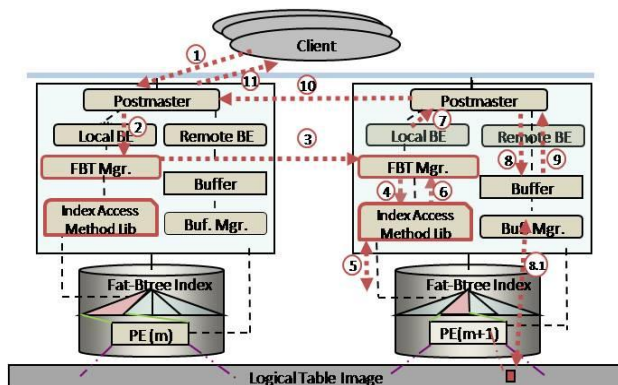 Client
1
11
10
Postmaster
2
Local BE
Remote BE
3
FBT Mgr.
Buffer
Index Access
Method Lib
Buf. Mgr.
Fat-Btree Index
PE (m)
Postmaster
7
Local BE
Remote BE
8
9
FBT Mgr.
4
6
Buffer
Index Access
Method Lib
Buf. Mgr.
5
8.1
Fat-Btree Index
PE(m+1)
Logical Table Image